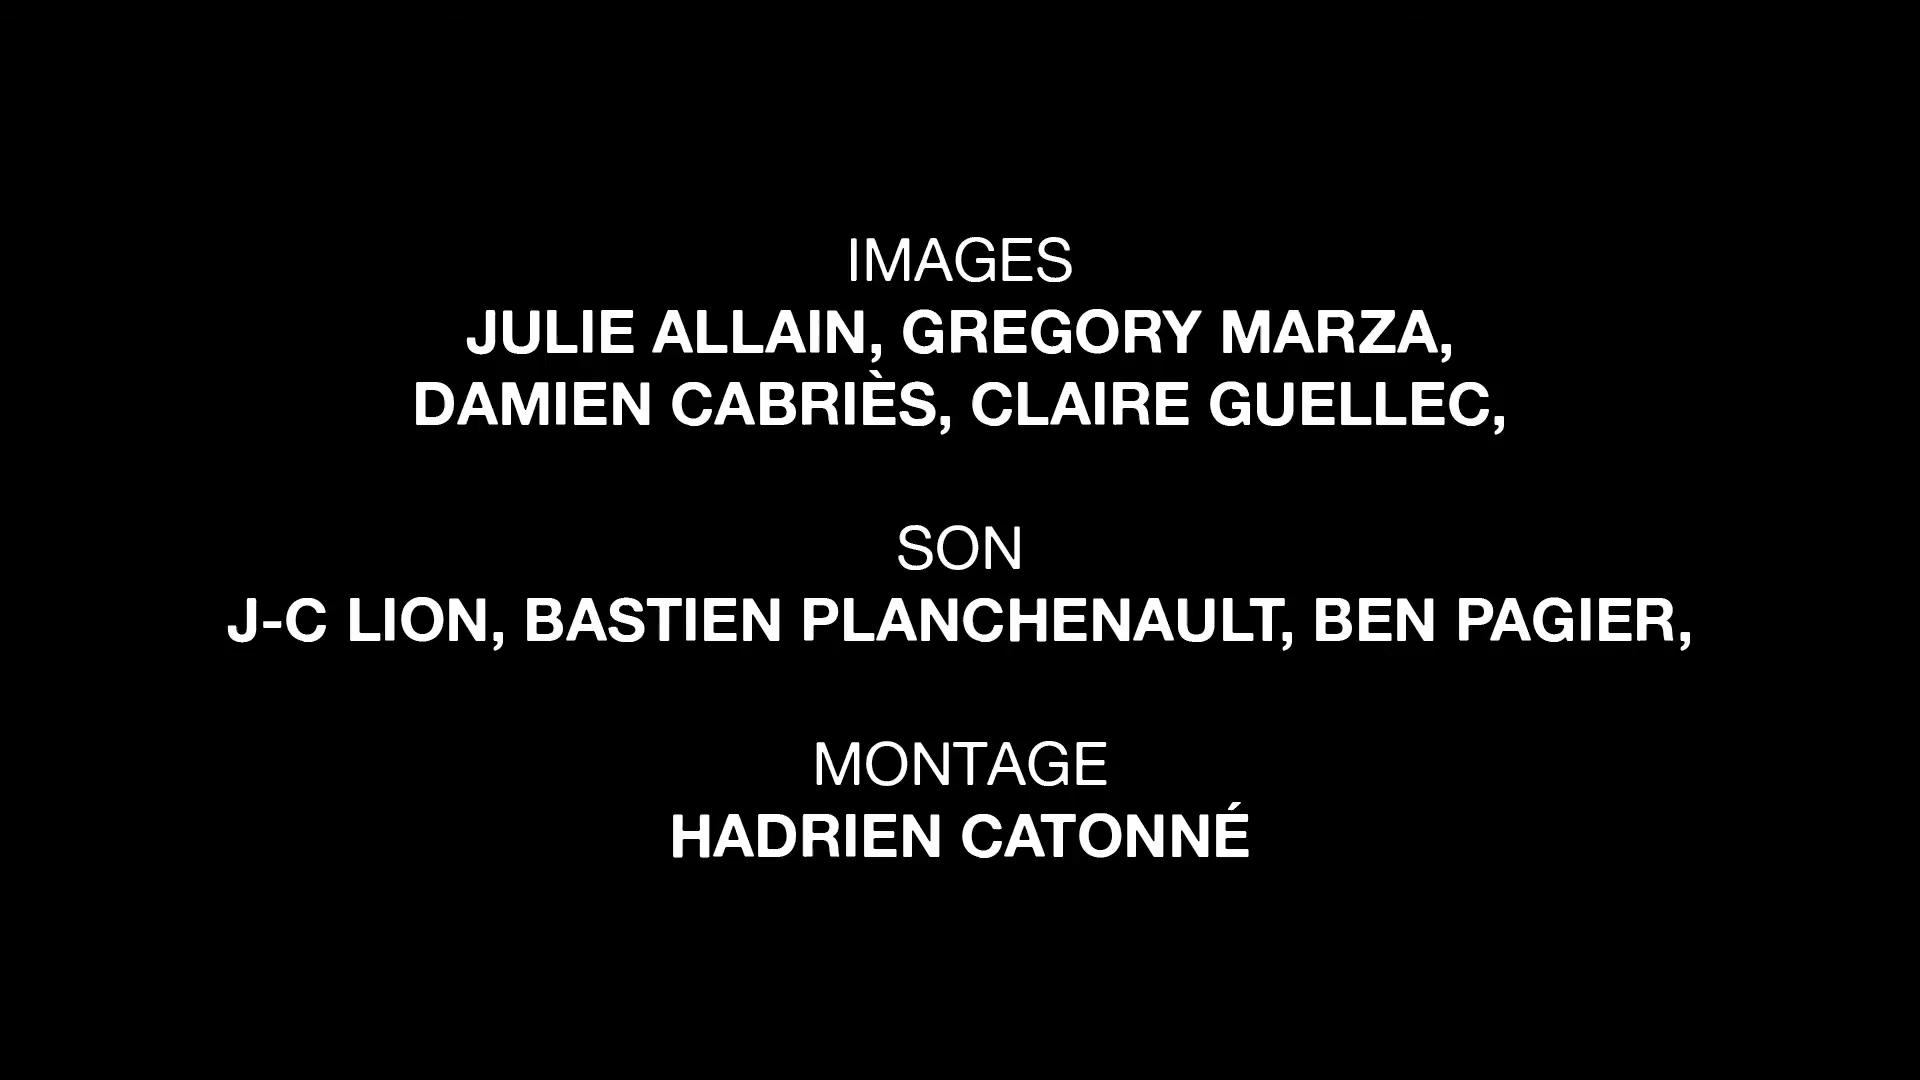 IMAGES
JULIE ALLAIN, GREGORY MARZA,
DAMIEN CABRIÈS, CLAIRE GUELLEC,
SON
J-C LION, BASTIEN PLANCHENAULT, BEN PAGIER,
MONTAGE
HADRIEN CATONNÉ